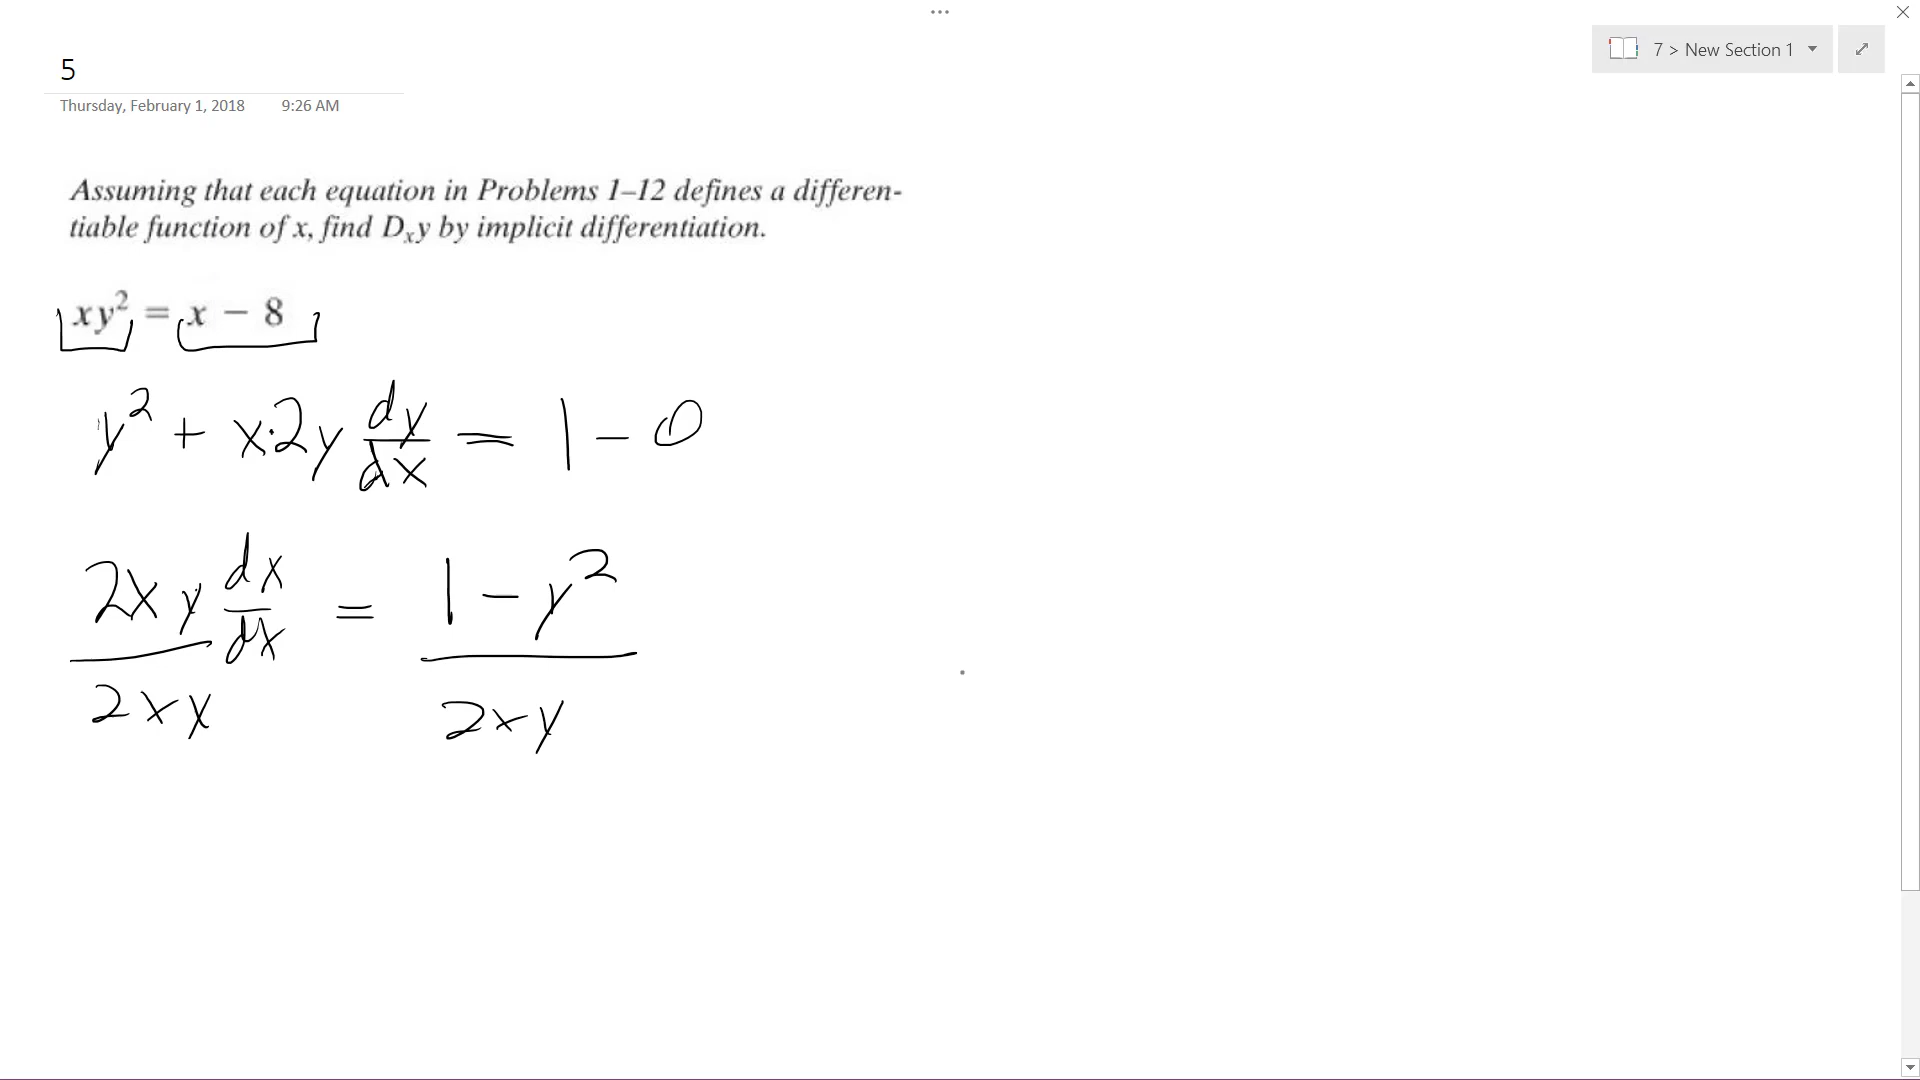 7 > New Section 1
5
Thursday, February 1, 2018 9:26 AM
Assuming that each equation in Problems 1–12 defines a differen-
tiable function of x, find Dₓy by implicit differentiation.
xy² = x − 8
y² + x·2y dy/dx = 1 − 0
2xy dx/dx = 1 − y²
2xy 2xy